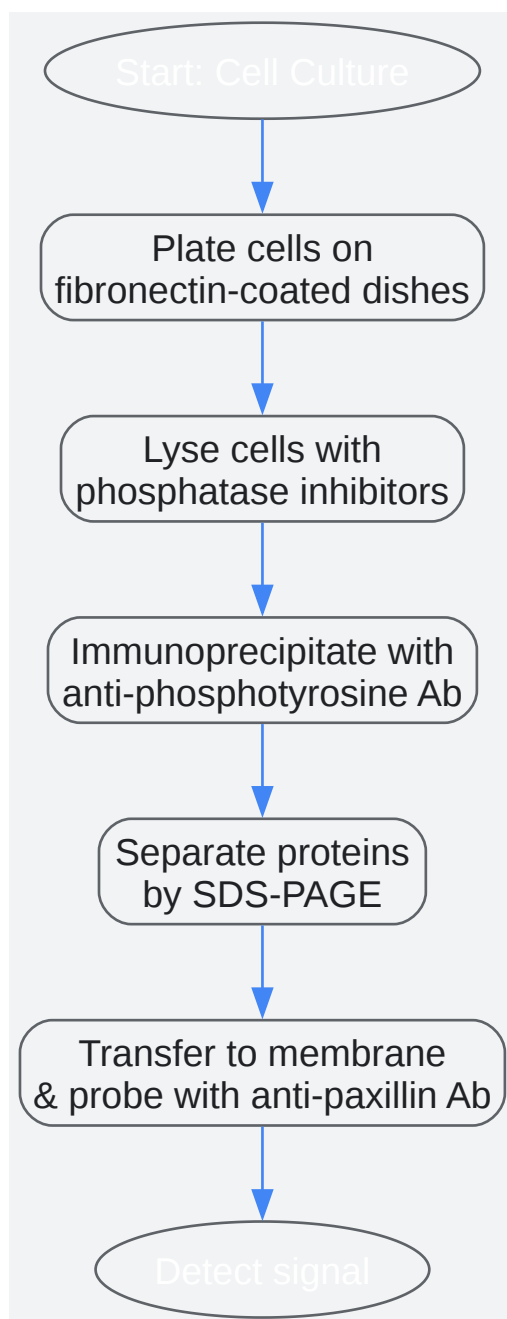 Start: Cell Culture
Plate cells on
fibronectin-coated dishes
Lyse cells with
phosphatase inhibitors
Immunoprecipitate with
anti-phosphotyrosine Ab
Separate proteins
by SDS-PAGE
Transfer to membrane
& probe with anti-paxillin Ab
Detect signal